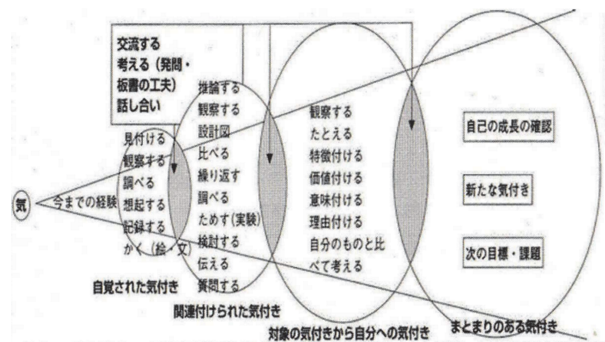 交流する
考える（発問・
板書の工夫）
話し合い
気
今までの経験
見付ける
観察する
調べる
想起する
記録する
かく（絵・文）
自覚された気付き
推論する
観察する
設計図
比べる
繰り返す
調べる
ためす（実験）
検討する
伝える
質問する
関連付けられた気付き
観察する
たとえる
特徴付ける
価値付ける
意味付ける
理由付ける
自分のものと比
べて考える
対象の気付きから自分への気付き
自己の成長の確認
新たな気付き
次の目標・課題
まとまりのある気付き